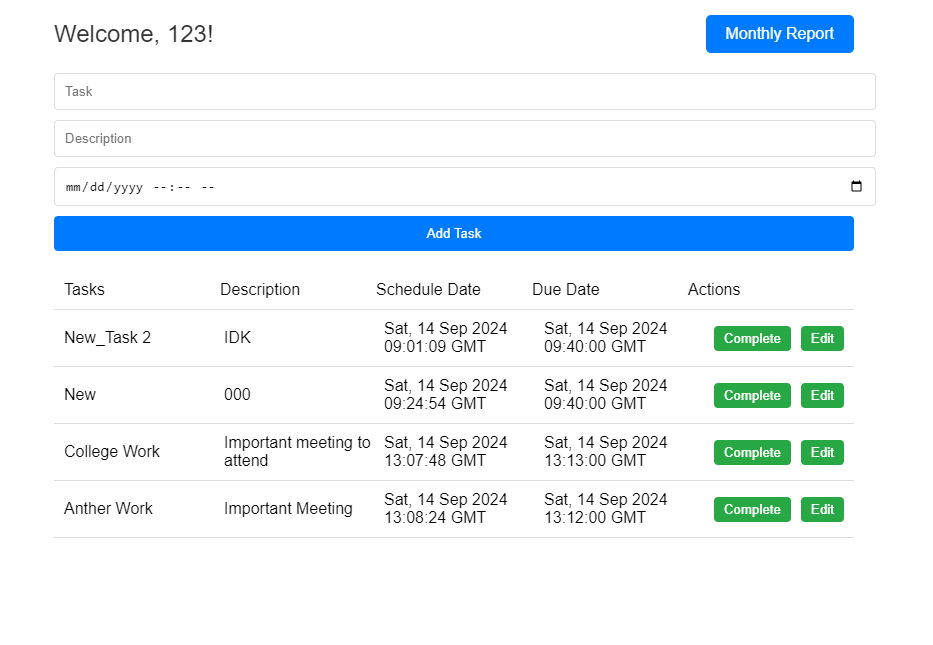 Welcome, 123!
Monthly Report
Task
Description
mm/dd/yyyy --:-- --
Add Task
Tasks Description Schedule Date Due Date Actions
New_Task 2 IDK Sat, 14 Sep 2024 09:01:09 GMT Sat, 14 Sep 2024 09:40:00 GMT Complete Edit
New 000 Sat, 14 Sep 2024 09:24:54 GMT Sat, 14 Sep 2024 09:40:00 GMT Complete Edit
College Work Important meeting to attend Sat, 14 Sep 2024 13:07:48 GMT Sat, 14 Sep 2024 13:13:00 GMT Complete Edit
Anther Work Important Meeting Sat, 14 Sep 2024 13:08:24 GMT Sat, 14 Sep 2024 13:12:00 GMT Complete Edit